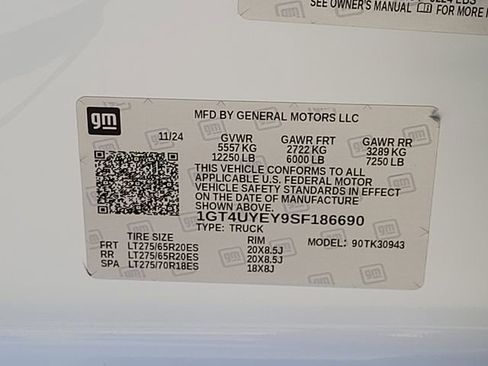 SEE OWNER'S MANUAL FOR MORE
gm
MFD BY GENERAL MOTORS LLC
11/24 GVWR GAWR FRT GAWR RR
5557 KG 2722 KG 3289 KG
12250 LB 6000 LB 7250 LB
THIS VEHICLE CONFORMS TO ALL
APPLICABLE U.S. FEDERAL MOTOR
VEHICLE SAFETY STANDARDS IN EFFECT
ON THE DATE OF MANUFACTURE
SHOWN ABOVE.
1GT4UYEY9SF186690
TYPE: TRUCK
TIRE SIZE RIM MODEL: 90TK30943
FRT LT275/65R20ES 20X8.5J
RR LT275/65R20ES 20X8.5J
SPA LT275/70R18ES 18X8J